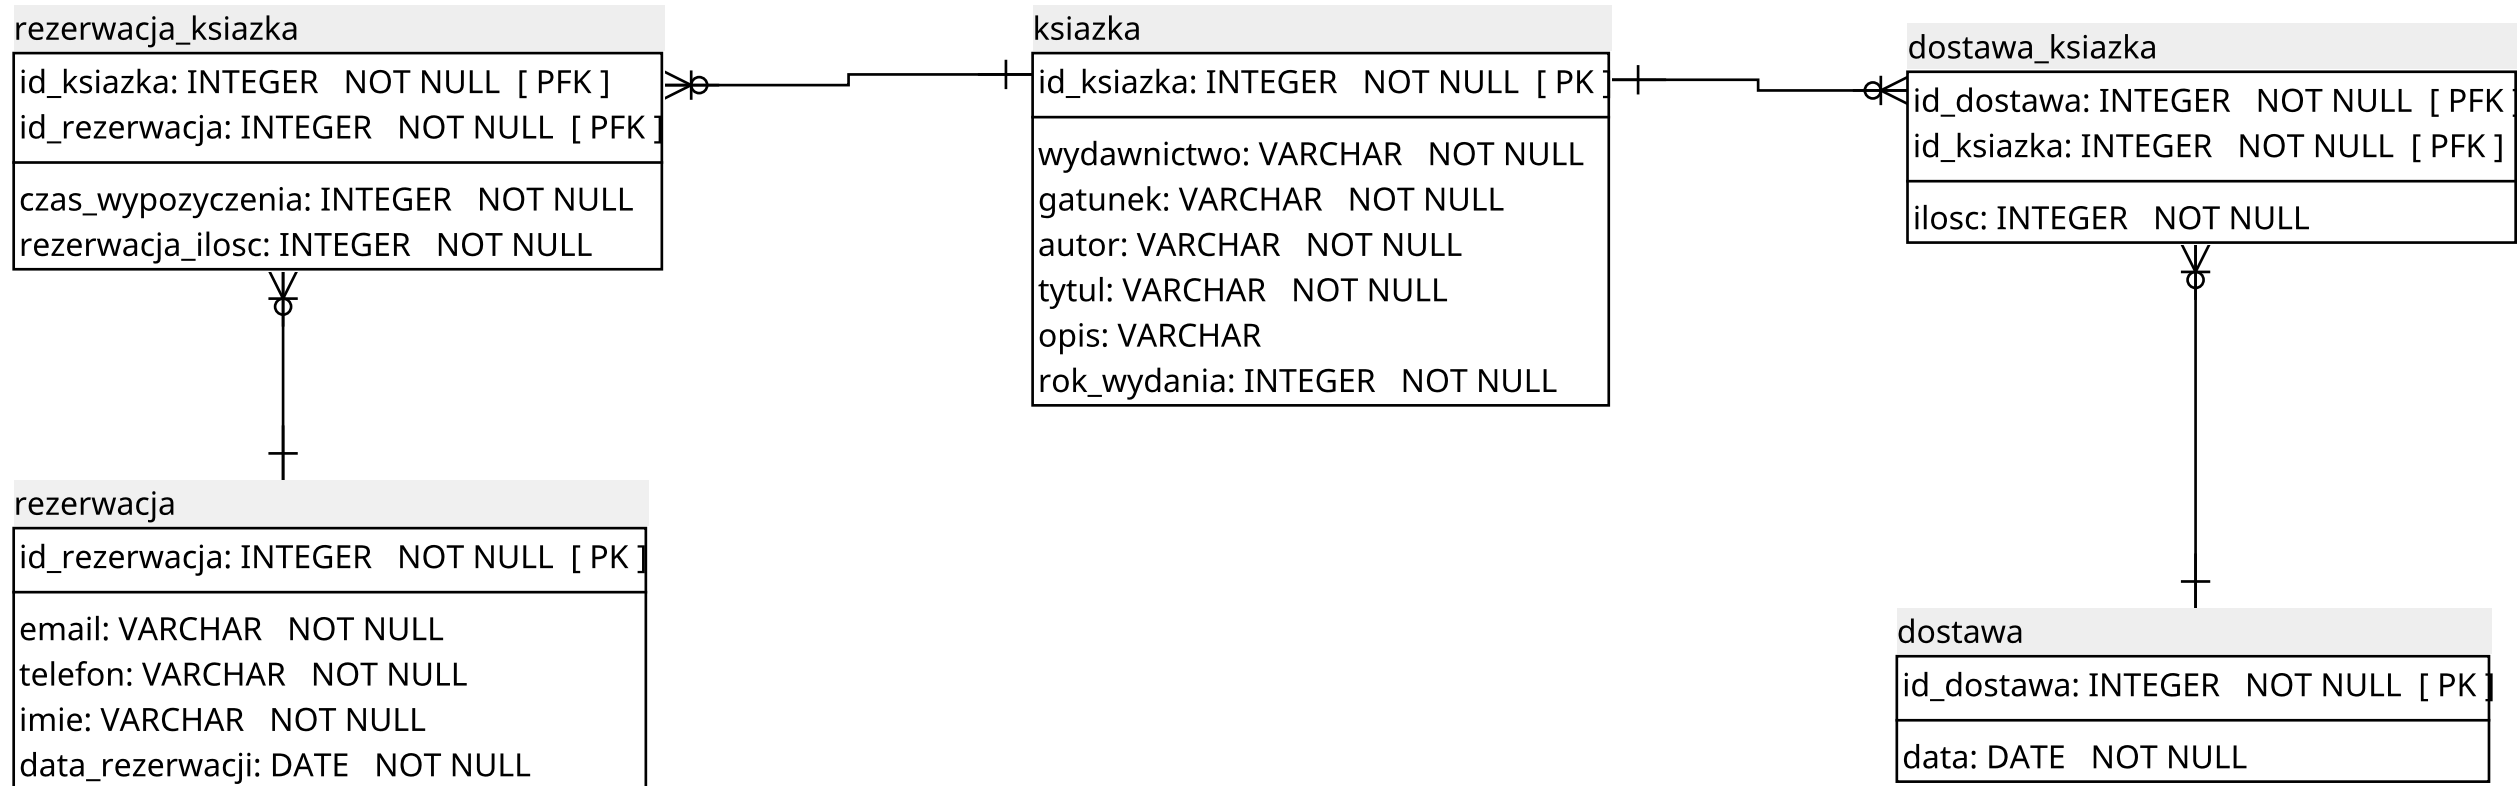 rezerwacja_ksiazka
id_ksiazka: INTEGER NOT NULL [ PFK ]
id_rezerwacja: INTEGER NOT NULL [ PFK ]
czas_wypozyczenia: INTEGER NOT NULL
rezerwacja_ilosc: INTEGER NOT NULL
ksiazka
id_ksiazka: INTEGER NOT NULL [ PK ]
wydawnictwo: VARCHAR NOT NULL
gatunek: VARCHAR NOT NULL
autor: VARCHAR NOT NULL
tytul: VARCHAR NOT NULL
opis: VARCHAR
rok_wydania: INTEGER NOT NULL
dostawa_ksiazka
id_dostawa: INTEGER NOT NULL [ PFK ]
id_ksiazka: INTEGER NOT NULL [ PFK ]
ilosc: INTEGER NOT NULL
rezerwacja
id_rezerwacja: INTEGER NOT NULL [ PK ]
email: VARCHAR NOT NULL
telefon: VARCHAR NOT NULL
imie: VARCHAR NOT NULL
data_rezerwacji: DATE NOT NULL
dostawa
id_dostawa: INTEGER NOT NULL [ PK ]
data: DATE NOT NULL